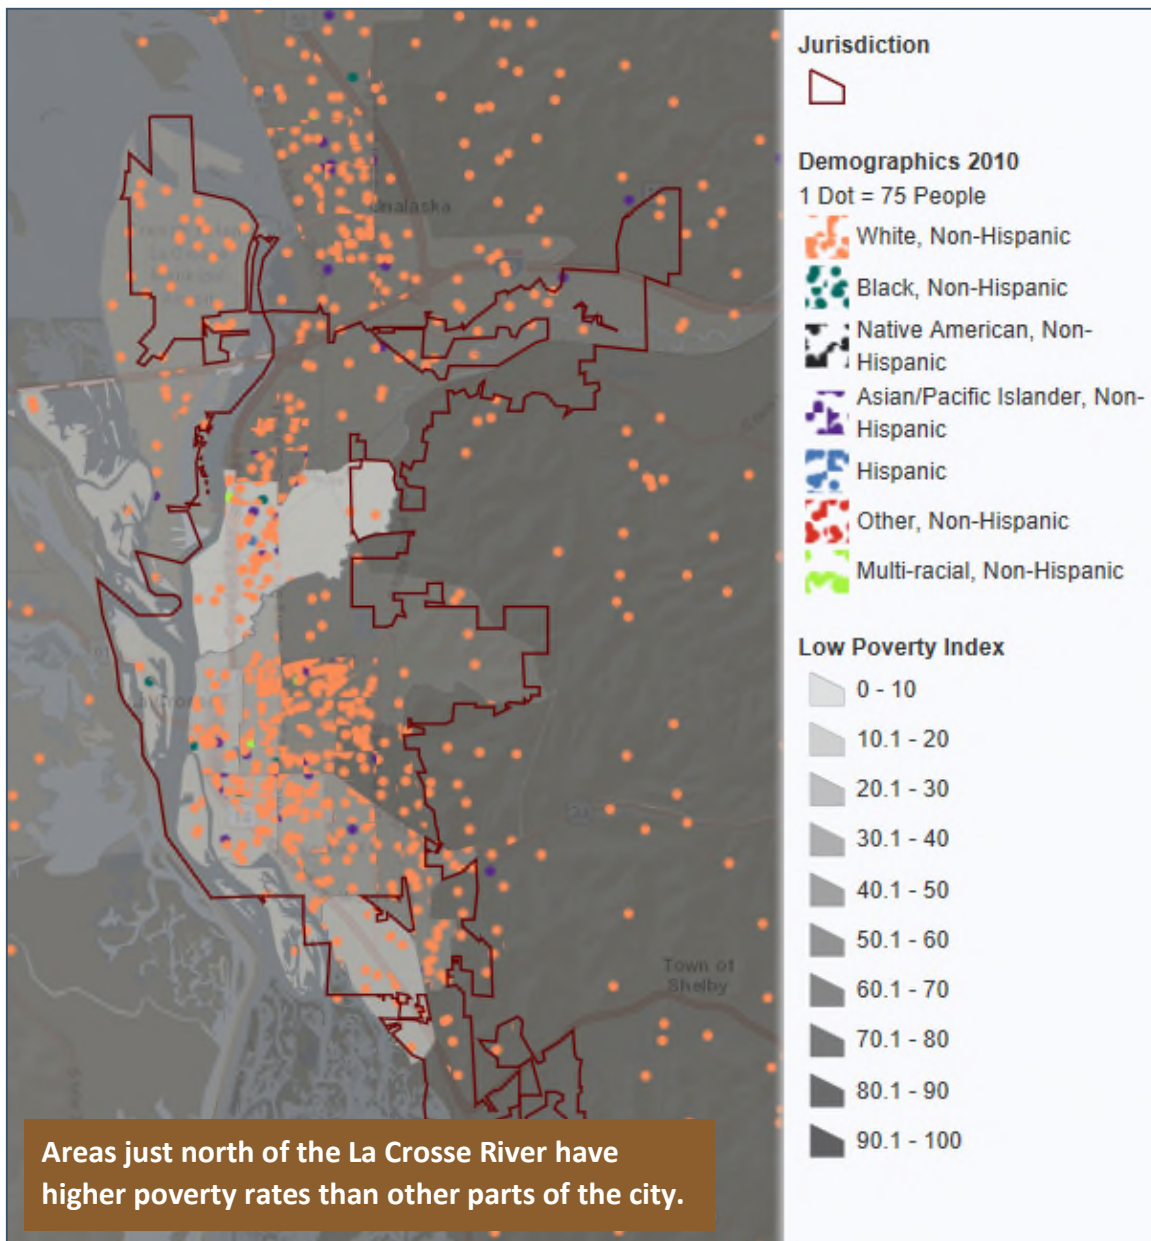 Jurisdiction
Demographics 2010
1 Dot = 75 People
White, Non-Hispanic
Black, Non-Hispanic
Native American, Non-
Hispanic
Asian/Pacific Islander, Non-
Hispanic
Hispanic
Other, Non-Hispanic
Multi-racial, Non-Hispanic
Low Poverty Index
0 - 10
10.1 - 20
20.1 - 30
30.1 - 40
40.1 - 50
50.1 - 60
60.1 - 70
70.1 - 80
80.1 - 90
90.1 - 100
Town of
Shelby
Areas just north of the La Crosse River have
higher poverty rates than other parts of the city.